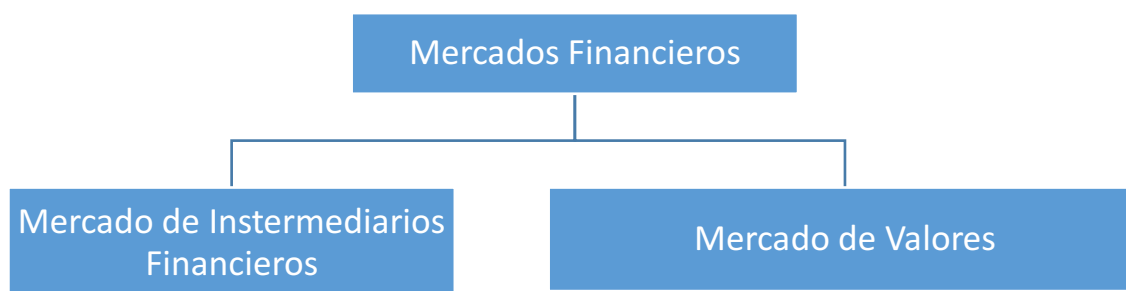 Mercados Financieros
Mercado de Instermediarios
Financieros
Mercado de Valores